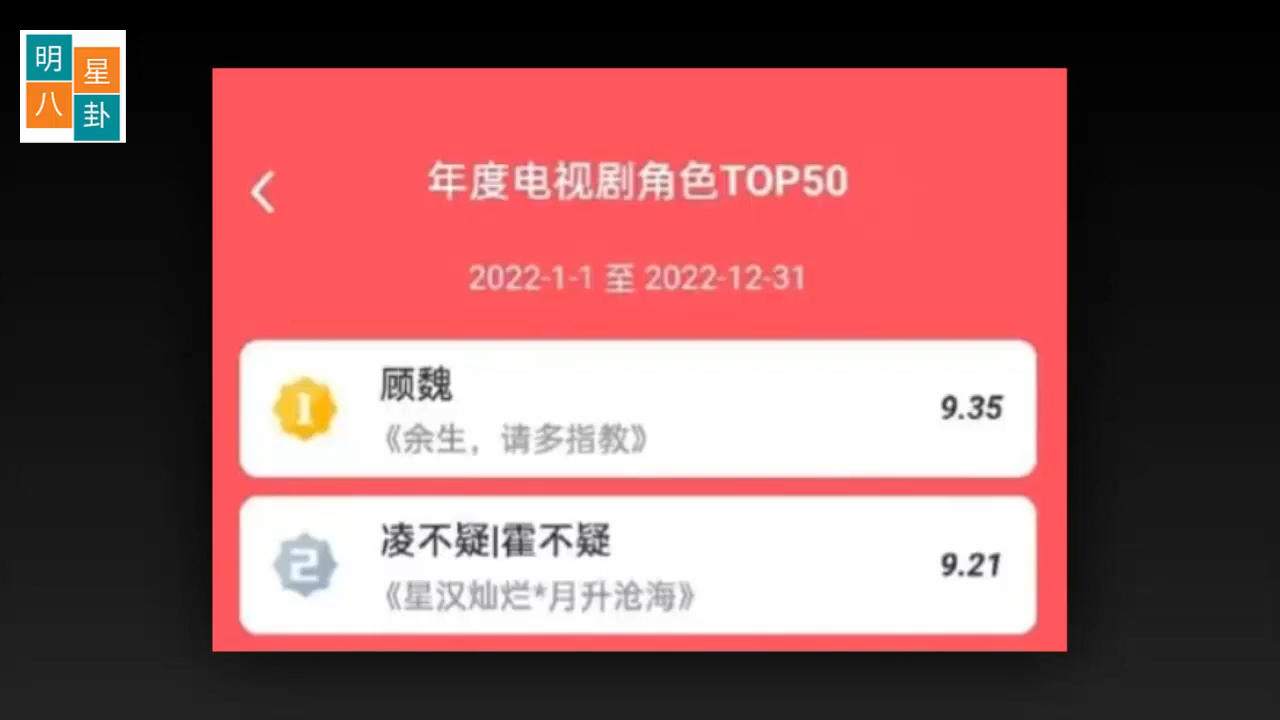 明星
八卦
年度电视剧角色TOP50
2022-1-1 至 2022-12-31
1
顾魏
《余生，请多指教》
9.35
2
凌不疑|霍不疑
《星汉灿烂*月升沧海》
9.21